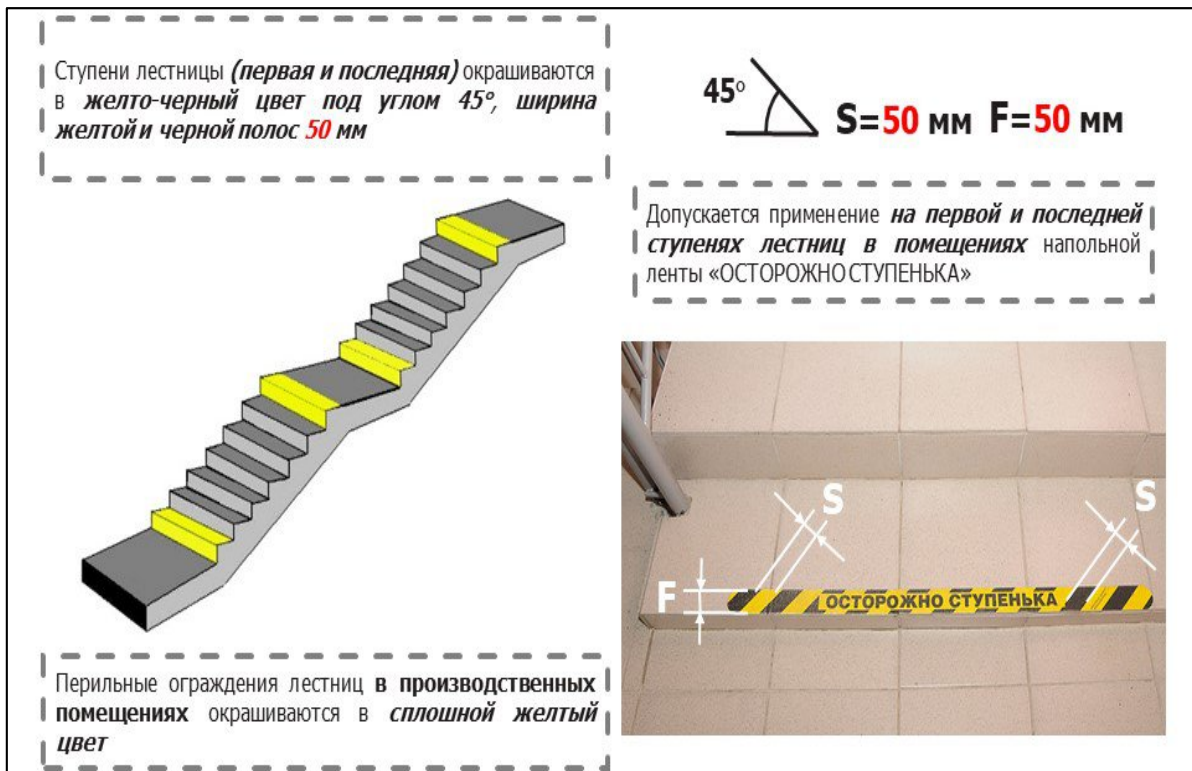 Ступени лестницы (первая и последняя) окрашиваются
в желто-черный цвет под углом 45°, ширина
желтой и черной полос 50 мм
45°
S=50 мм F=50 мм
Допускается применение на первой и последней
ступенях лестниц в помещениях напольной
ленты «ОСТОРОЖНО СТУПЕНЬКА»
S
S
F
ОСТОРОЖНО СТУПЕНЬКА
Перильные ограждения лестниц в производственных
помещениях окрашиваются в сплошной желтый
цвет